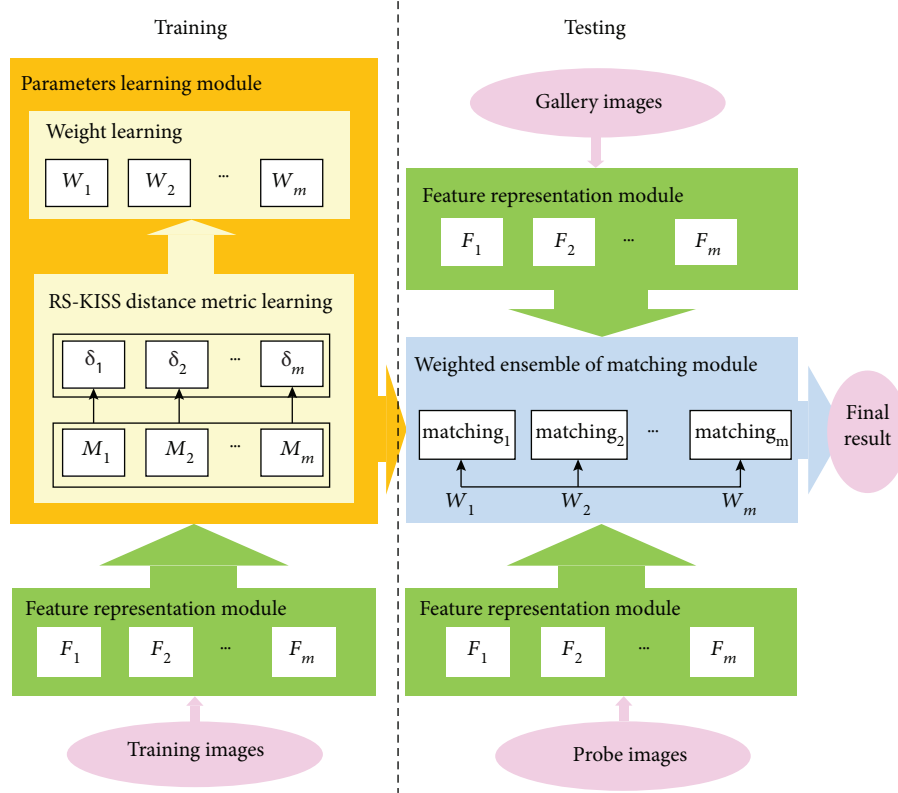 Training
Testing
Parameters learning module
Weight learning
W1 W2 ... Wm
RS-KISS distance metric learning
δ1 δ2 ... δm
M1 M2 ... Mm
Feature representation module
F1 F2 ... Fm
Training images
Gallery images
Feature representation module
F1 F2 ... Fm
Weighted ensemble of matching module
matching1 matching2 ... matchingm
W1 W2 Wm
Final
result
Feature representation module
F1 F2 ... Fm
Probe images